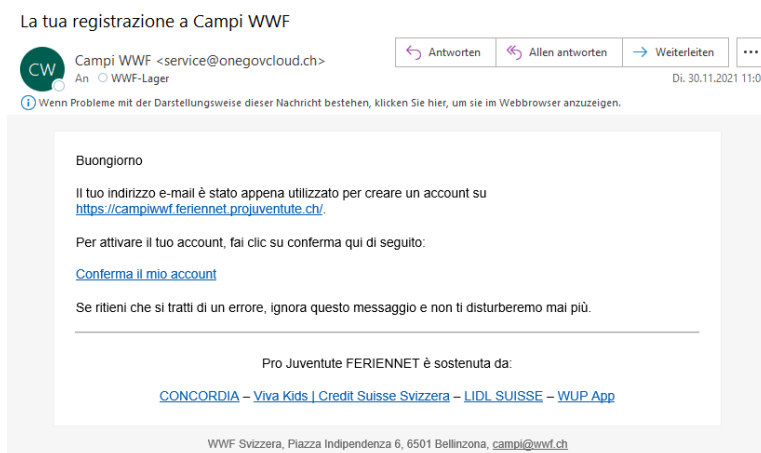 La tua registrazione a Campi WWF
CW
Campi WWF <service@onegovcloud.ch>
An WWF-Lager
Antworten
Allen antworten
Weiterleiten
Di. 30.11.2021 11:0
Wenn Probleme mit der Darstellungsweise dieser Nachricht bestehen, klicken Sie hier, um sie im Webbrowser anzuzeigen.
Buongiorno
Il tuo indirizzo e-mail è stato appena utilizzato per creare un account su
https://campiwwf.feriennet.projuventute.ch/.
Per attivare il tuo account, fai clic su conferma qui di seguito:
Conferma il mio account
Se ritieni che si tratti di un errore, ignora questo messaggio e non ti disturberemo mai più.
Pro Juventute FERIENNET è sostenuta da:
CONCORDIA – Viva Kids | Credit Suisse Svizzera – LIDL SUISSE – WUP App
WWF Svizzera, Piazza Indipendenza 6, 6501 Bellinzona, campi@wwf.ch